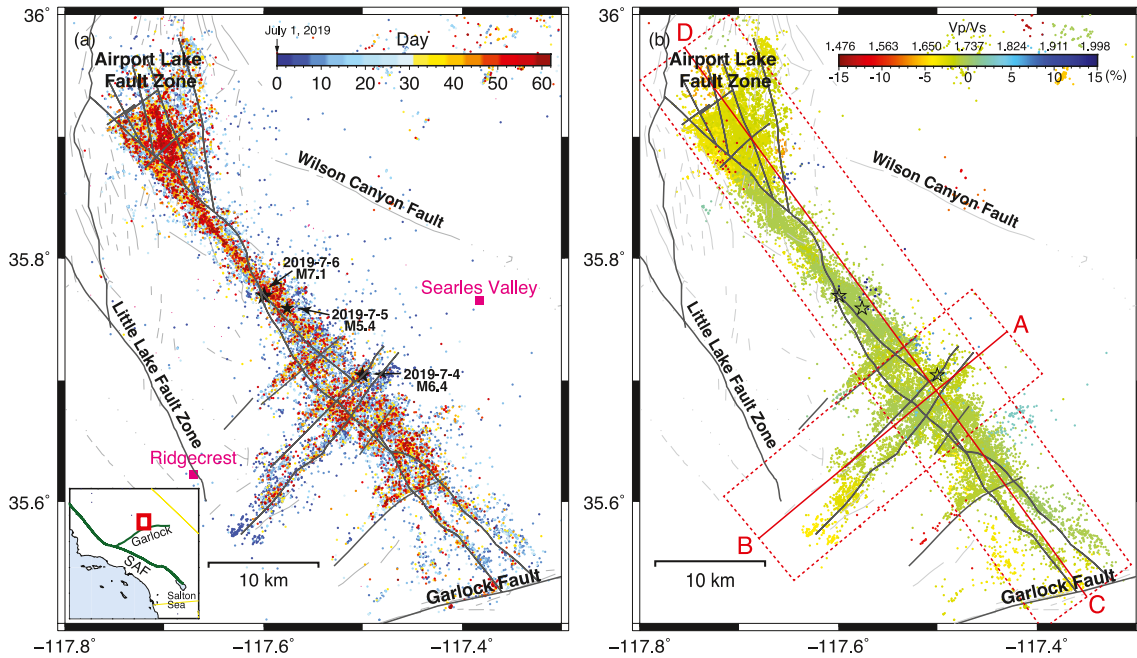 36°
35.8°
35.6°
(a)
July 1, 2019
Day
0 10 20 30 40 50 60
Airport Lake
Fault Zone
Wilson Canyon Fault
2019-7-6
M7.1
Searles Valley
2019-7-5
M5.4
2019-7-4
M6.4
Little Lake Fault Zone
Ridgecrest
Garlock
SAF
Salton
Sea
10 km
Garlock Fault
−117.8 −117.6 −117.4
36°
35.8°
35.6°
(b)
D
Vp/Vs
1.476 1.563 1.650 1.737 1.824 1.911 1.998
-15 -10 -5 0 5 10 15 (%)
Airport Lake
Fault Zone
Wilson Canyon Fault
A
Little Lake Fault Zone
B
10 km
Garlock Fault
C
−117.8 −117.6 −117.4